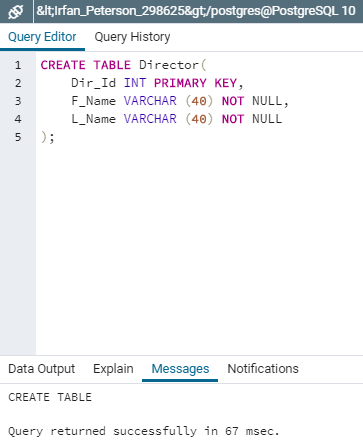 &lt;Irfan_Peterson_298625&gt;/postgres@PostgreSQL 10
Query Editor Query History
1 CREATE TABLE Director(
2 Dir_Id INT PRIMARY KEY,
3 F_Name VARCHAR (40) NOT NULL,
4 L_Name VARCHAR (40) NOT NULL
5 );
Data Output Explain Messages Notifications
CREATE TABLE
Query returned successfully in 67 msec.